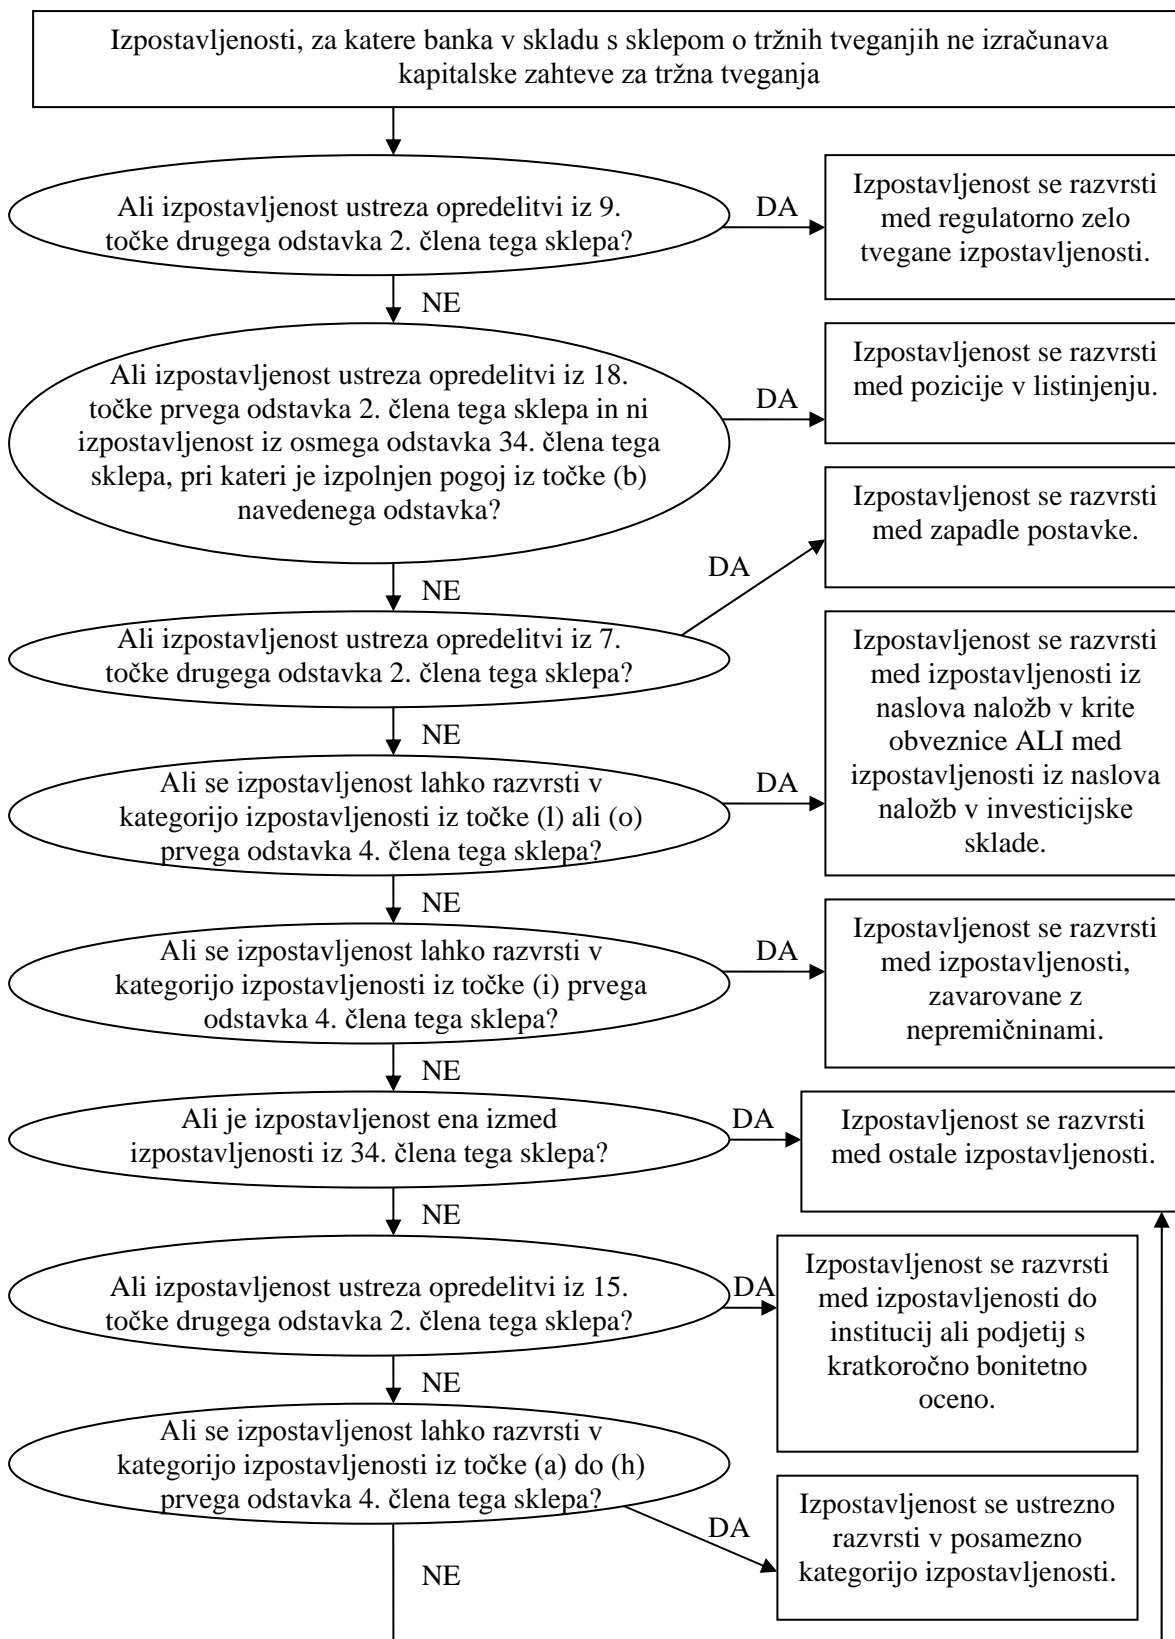 Izpostavljenosti, za katere banka v skladu s sklepom o tržnih tveganjih ne izračunava
kapitalske zahteve za tržna tveganja
Ali izpostavljenost ustreza opredelitvi iz 9.
točke drugega odstavka 2. člena tega sklepa?
DA
Izpostavljenost se razvrsti
med regulatorno zelo
tvegane izpostavljenosti.
NE
Ali izpostavljenost ustreza opredelitvi iz 18.
točke prvega odstavka 2. člena tega sklepa in ni
izpostavljenost iz osmega odstavka 34. člena tega
sklepa, pri kateri je izpolnjen pogoj iz točke (b)
navedenega odstavka?
DA
Izpostavljenost se razvrsti
med pozicije v listinjenju.
NE
Ali izpostavljenost ustreza opredelitvi iz 7.
točke drugega odstavka 2. člena tega sklepa?
DA
Izpostavljenost se razvrsti
med zapadle postavke.
NE
Ali se izpostavljenost lahko razvrsti v
kategorijo izpostavljenosti iz točke (l) ali (o)
prvega odstavka 4. člena tega sklepa?
DA
Izpostavljenost se razvrsti
med izpostavljenosti iz
naslova naložb v krite
obveznice ALI med
izpostavljenosti iz naslova
naložb v investicijske
sklade.
NE
Ali se izpostavljenost lahko razvrsti v
kategorijo izpostavljenosti iz točke (i) prvega
odstavka 4. člena tega sklepa?
DA
Izpostavljenost se razvrsti
med izpostavljenosti,
zavarovane z
nepremičninami.
NE
Ali je izpostavljenost ena izmed
izpostavljenosti iz 34. člena tega sklepa?
DA
Izpostavljenost se razvrsti
med ostale izpostavljenosti.
NE
Ali izpostavljenost ustreza opredelitvi iz 15.
točke drugega odstavka 2. člena tega sklepa?
DA
Izpostavljenost se razvrsti
med izpostavljenosti do
institucij ali podjetij s
kratkoročno bonitetno
oceno.
NE
Ali se izpostavljenost lahko razvrsti v
kategorijo izpostavljenosti iz točke (a) do (h)
prvega odstavka 4. člena tega sklepa?
DA
Izpostavljenost se ustrezno
razvrsti v posamezno
kategorijo izpostavljenosti.
NE